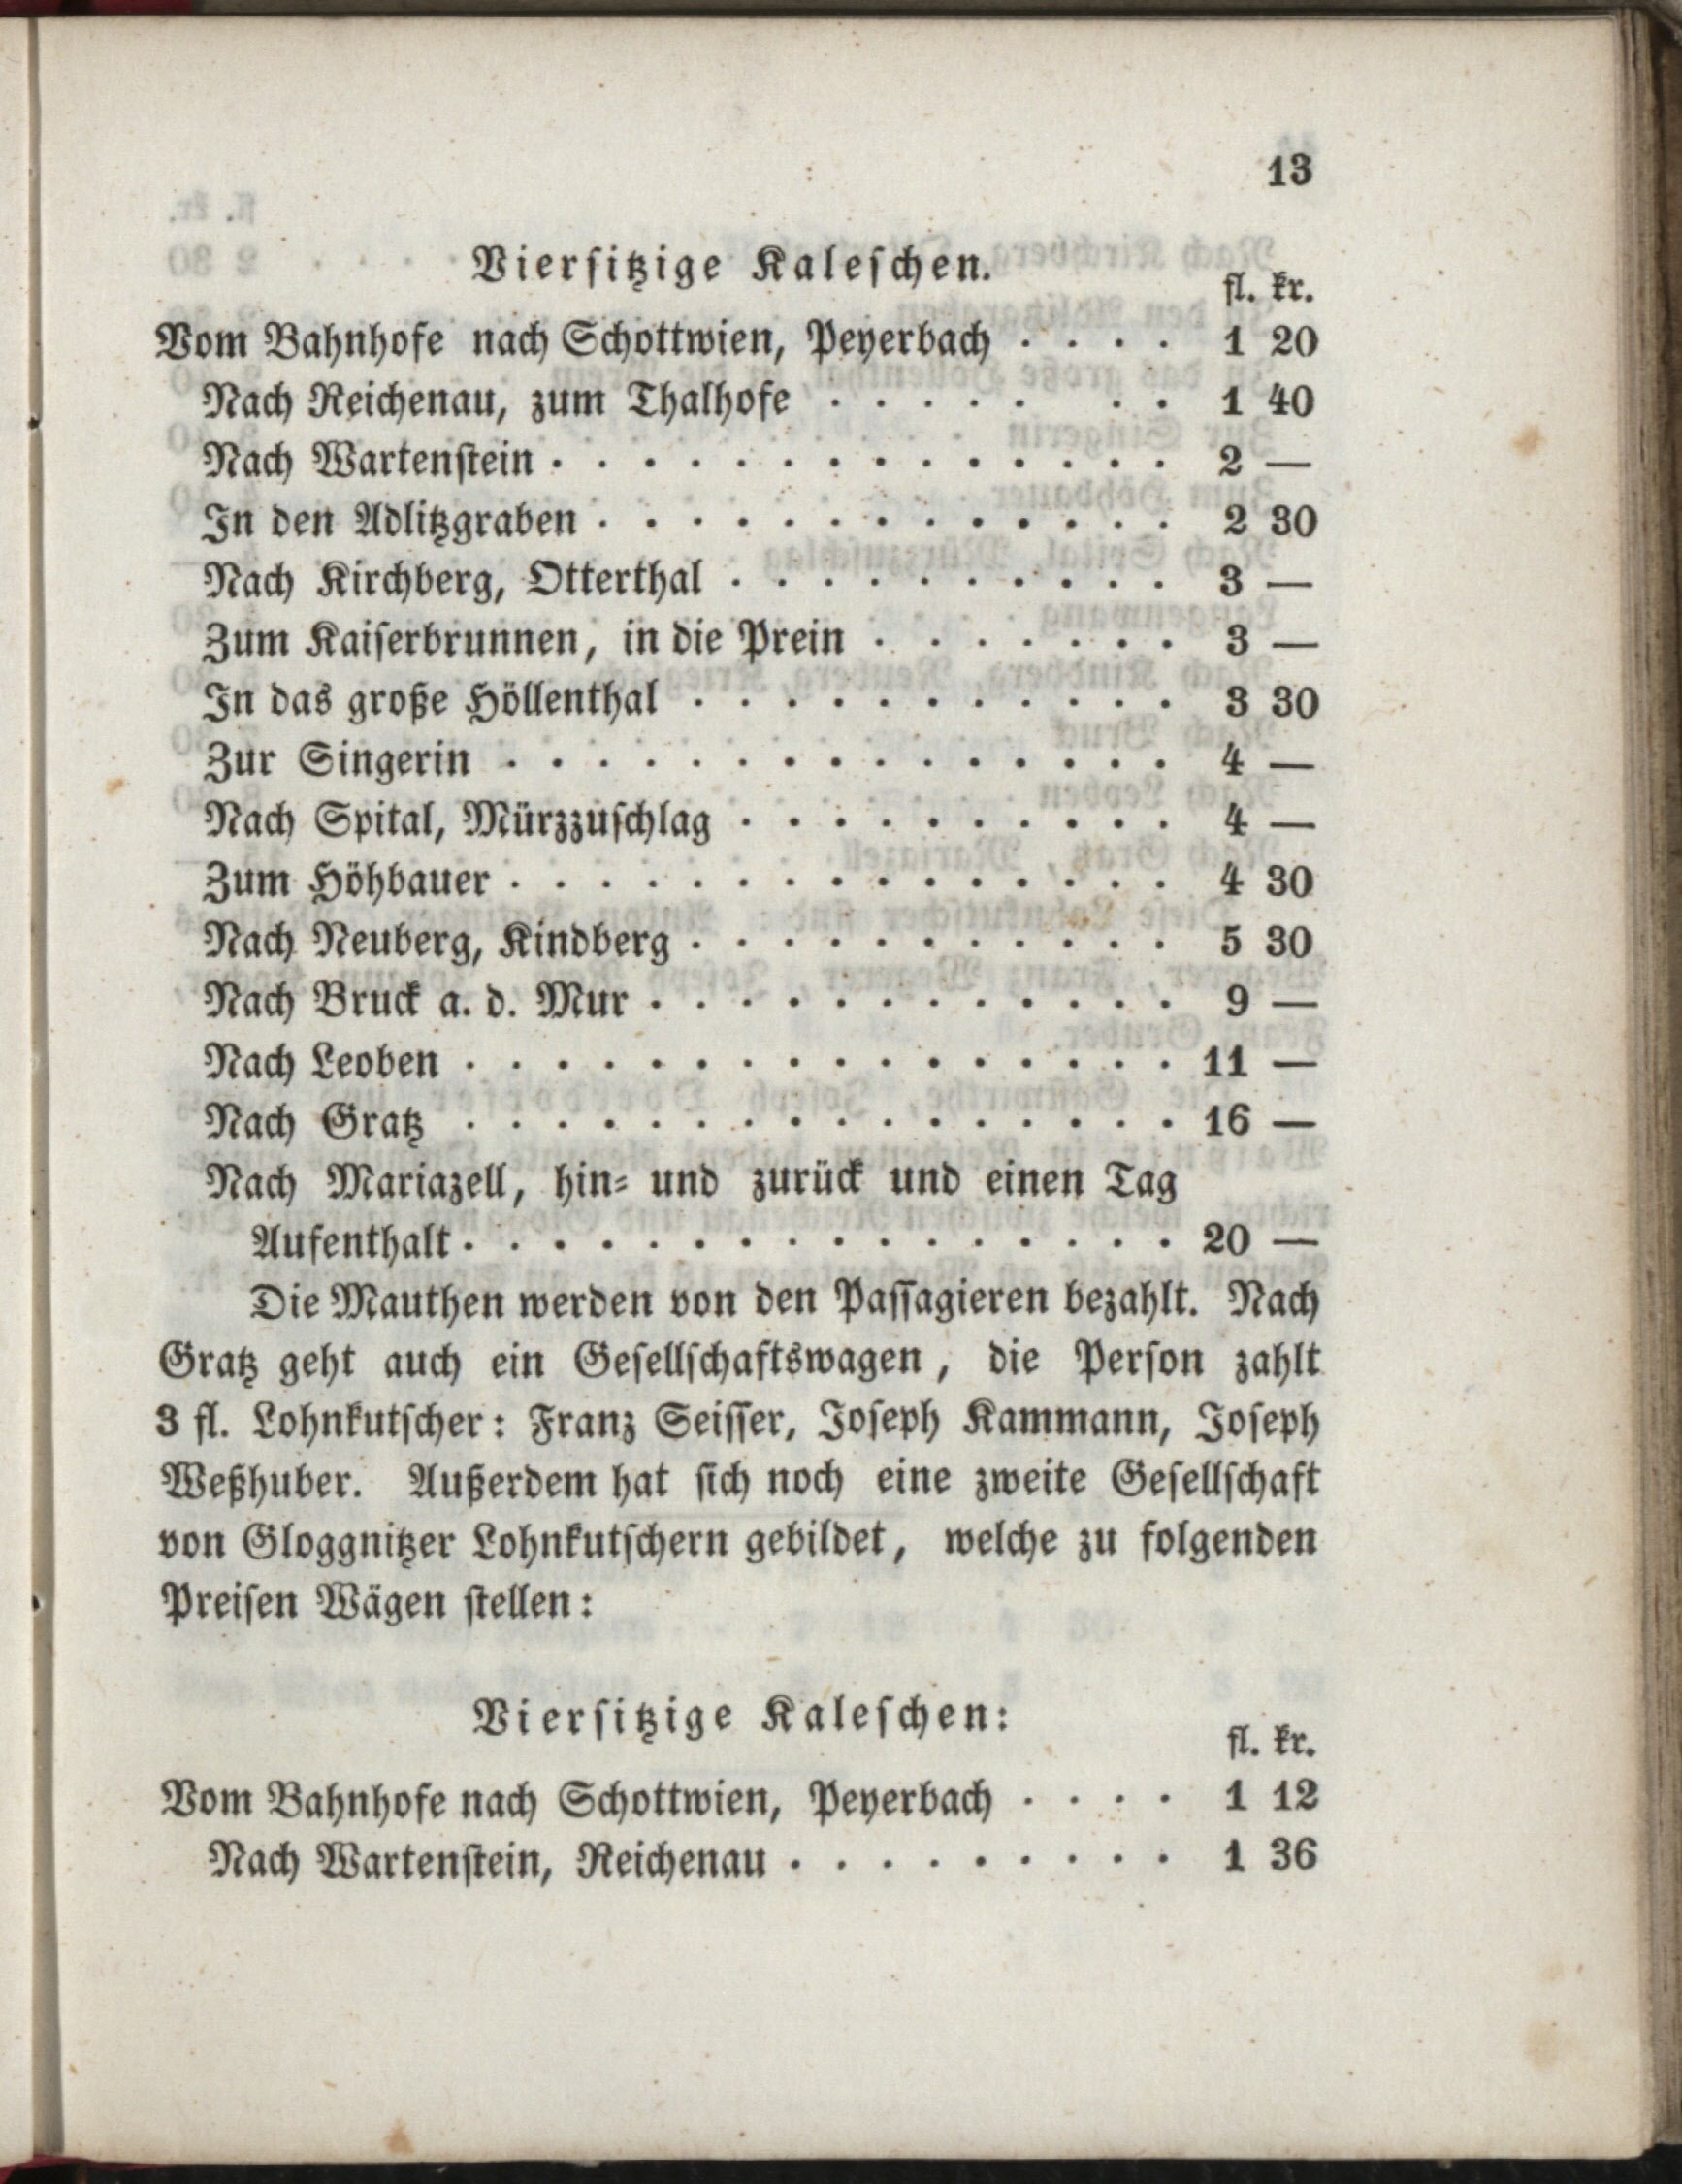 13
Viersitzige Kaleschen.
fl. kr.
Vom Bahnhofe nach Schottwien, Peyerbach . . . . 1 20
Nach Reichenau, zum Thalhofe . . . . . . . 1 40
Nach Wartenstein . . . . . . . . . . . . . . 2 —
In den Adlitzgraben . . . . . . . . . . . . . 2 30
Nach Kirchberg, Otterthal . . . . . . . . . . 3 —
Zum Kaiserbrunnen, in die Prein . . . . . . . 3 —
In das große Höllenthal . . . . . . . . . . . 3 30
Zur Singerin . . . . . . . . . . . . . . . 4 —
Nach Spital, Mürzzuschlag . . . . . . . . . . 4 —
Zum Höhbauer . . . . . . . . . . . . . . . 4 30
Nach Neuberg, Kindberg . . . . . . . . . . . 5 30
Nach Bruck a. d. Mur . . . . . . . . . . . . 9 —
Nach Leoben . . . . . . . . . . . . . . . . 11 —
Nach Gratz . . . . . . . . . . . . . . . . 16 —
Nach Mariazell, hin- und zurück und einen Tag
Aufenthalt . . . . . . . . . . . . . . . . 20 —
Die Mauthen werden von den Passagieren bezahlt. Nach
Gratz geht auch ein Gesellschaftswagen, die Person zahlt
3 fl. Lohnkutscher: Franz Seisser, Joseph Kammann, Joseph
Weßhuber. Außerdem hat sich noch eine zweite Gesellschaft
von Gloggnitzer Lohnkutschern gebildet, welche zu folgenden
Preisen Wägen stellen:
Viersitzige Kaleschen:
fl. kr.
Vom Bahnhofe nach Schottwien, Peyerbach . . . . 1 12
Nach Wartenstein, Reichenau . . . . . . . . . 1 36